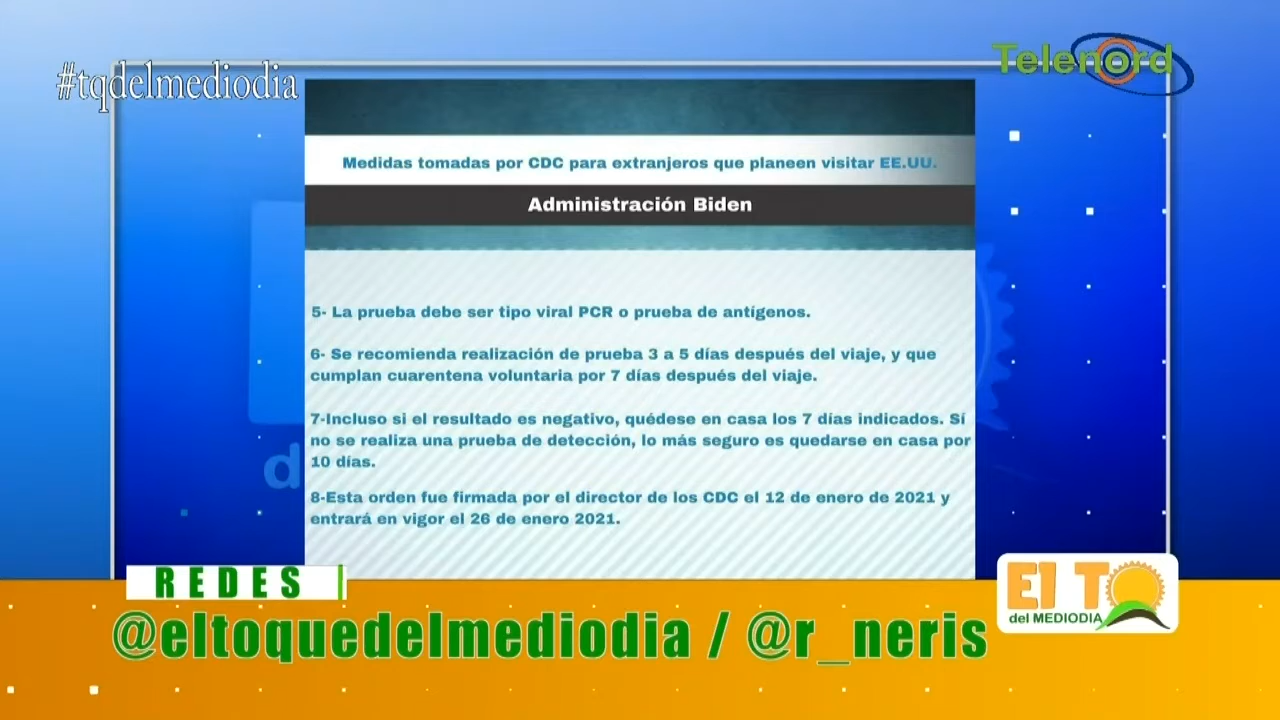 #tqdelmediodia
Telenord
Medidas tomadas por CDC para extranjeros que planeen visitar EE.UU.
Administración Biden
5- La prueba debe ser tipo viral PCR o prueba de antígenos.
6- Se recomienda realización de prueba 3 a 5 días después del viaje, y que
cumplan cuarentena voluntaria por 7 días después del viaje.
7-Incluso si el resultado es negativo, quédese en casa los 7 días indicados. Sí
no se realiza una prueba de detección, lo más seguro es quedarse en casa por
10 días.
8-Esta orden fue firmada por el director de los CDC el 12 de enero de 2021 y
entrará en vigor el 26 de enero 2021.
d
REDES
@eltoquedelmediodia / @r_neris
El T
del MEDIODIA